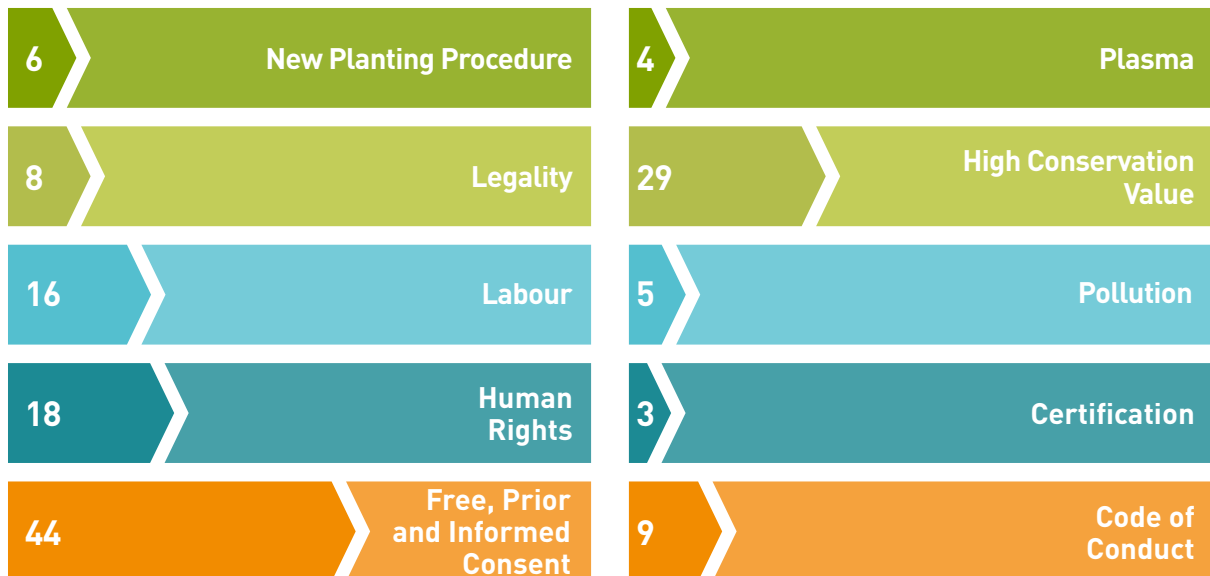 6
New Planting Procedure
4
Plasma
8
Legality
29
High Conservation
Value
16
Labour
5
Pollution
18
Human
Rights
3
Certification
44
Free, Prior
and Informed
Consent
9
Code of
Conduct